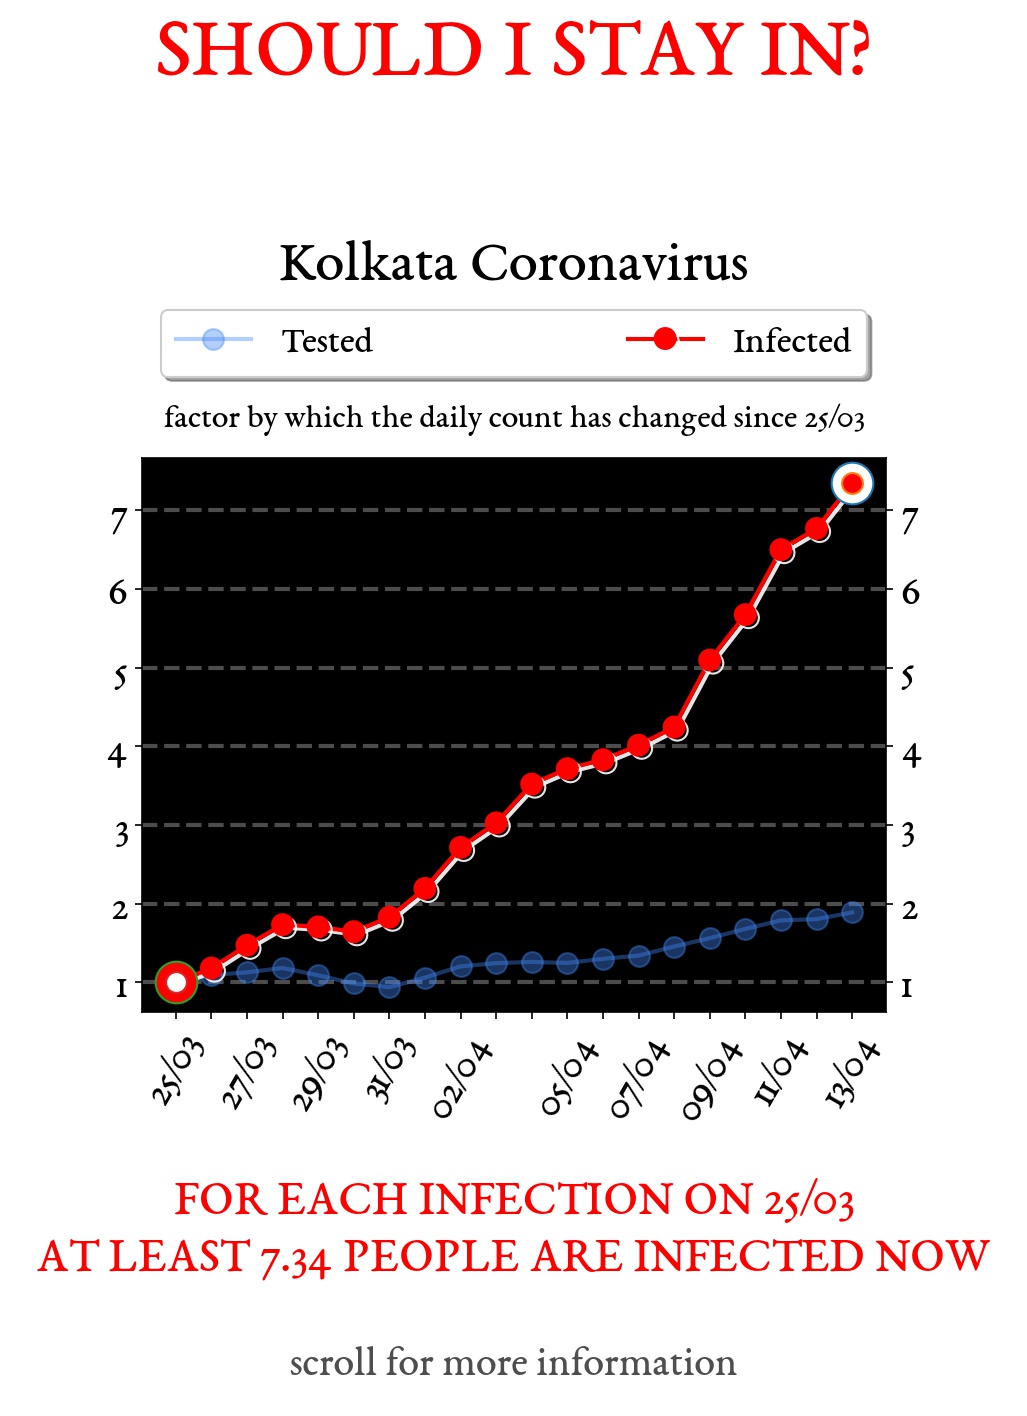 SHOULD I STAY IN?
Kolkata Coronavirus
Tested Infected
factor by which the daily count has changed since 25/03
7 7
6 6
5 5
4 4
3 3
2 2
1 1
25/03 27/03 29/03 31/03 02/04 05/04 07/04 09/04 11/04 13/04
FOR EACH INFECTION ON 25/03
AT LEAST 7.34 PEOPLE ARE INFECTED NOW
scroll for more information